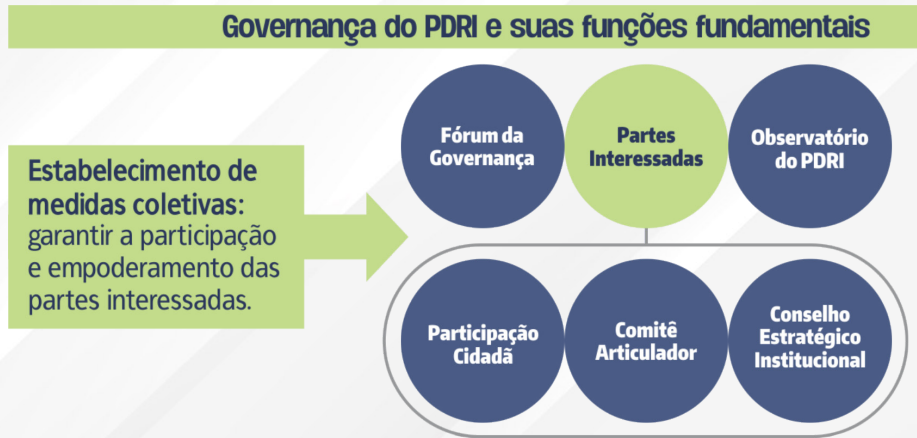 Governança do PDRI e suas funções fundamentais
Estabelecimento de
medidas coletivas:
garantir a participação
e empoderamento das
partes interessadas.
Fórum da
Governança
Partes
Interessadas
Observatório
do PDRI
Participação
Cidadã
Comitê
Articulador
Conselho
Estratégico
Institucional